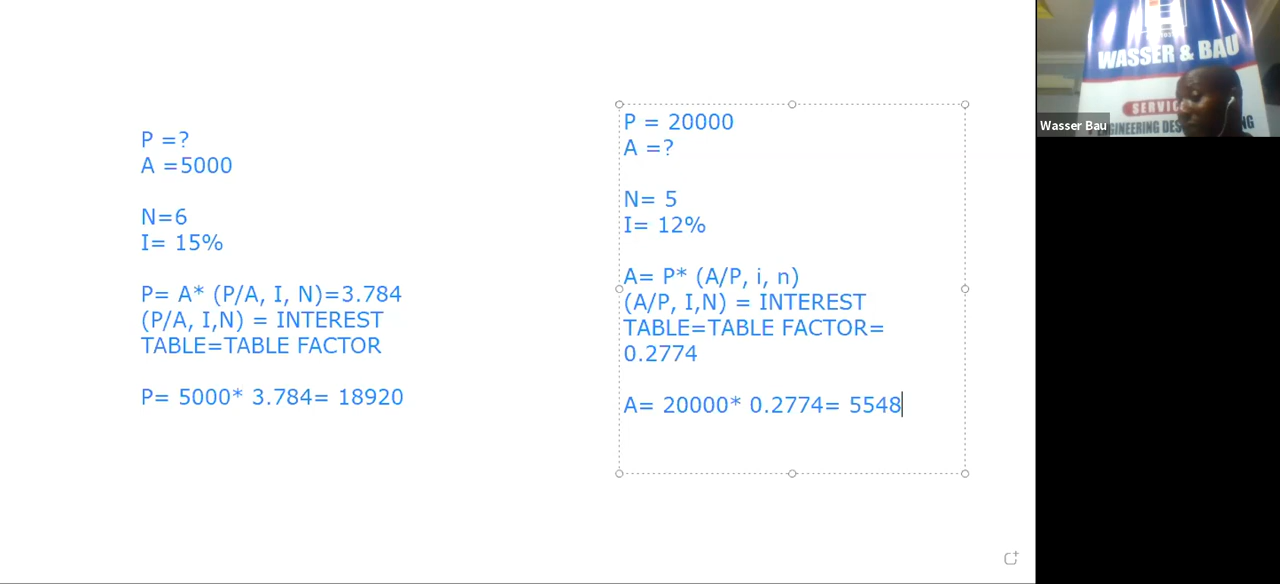 P =?
A =5000
N=6
I= 15%
P= A* (P/A, I, N)=3.784
(P/A, I,N) = INTEREST
TABLE=TABLE FACTOR
P= 5000* 3.784= 18920
P = 20000
A =?
N= 5
I= 12%
A= P* (A/P, i, n)
(A/P, I,N) = INTEREST
TABLE=TABLE FACTOR=
0.2774
A= 20000* 0.2774= 5548
WASSER & BAU
SERVIC
Wasser Bau